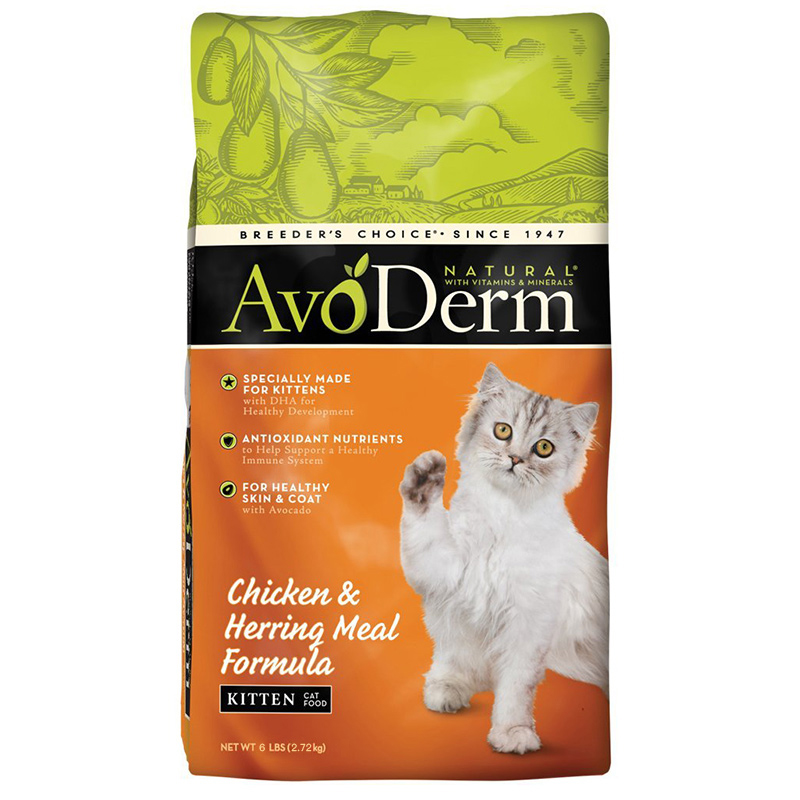 BREEDER'S CHOICE®• SINCE 1947
NATURAL®
WITH VITAMINS & MINERALS
AvoDerm
SPECIALLY MADE
FOR KITTENS
with DHA for
Healthy Development
ANTIOXIDANT NUTRIENTS
to Help Support a Healthy
Immune System
FOR HEALTHY
SKIN & COAT
with Avocado
Chicken &
Herring Meal
Formula
KITTEN CAT FOOD
NET WT 6 LBS (2.72kg)